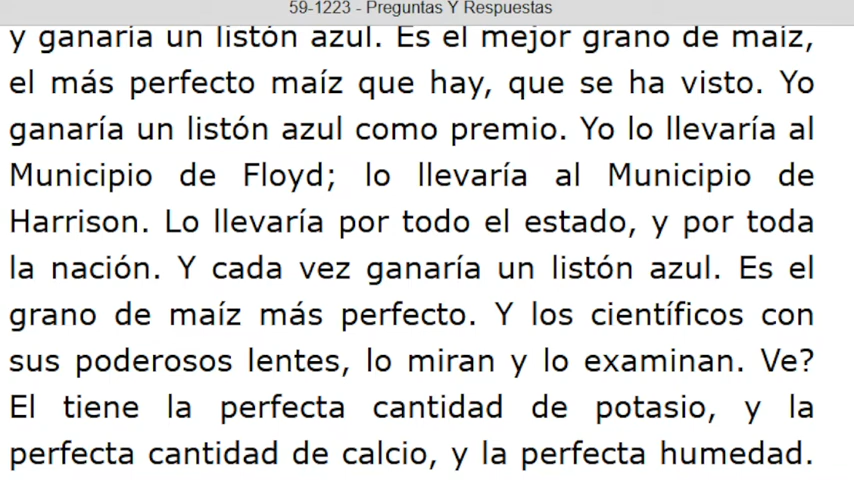 59-1223 - Preguntas Y Respuestas
y ganaría un listón azul. Es el mejor grano de maíz,
el más perfecto maíz que hay, que se ha visto. Yo
ganaría un listón azul como premio. Yo lo llevaría al
Municipio de Floyd; lo llevaría al Municipio de
Harrison. Lo llevaría por todo el estado, y por toda
la nación. Y cada vez ganaría un listón azul. Es el
grano de maíz más perfecto. Y los científicos con
sus poderosos lentes, lo miran y lo examinan. Ve?
El tiene la perfecta cantidad de potasio, y la
perfecta cantidad de calcio, y la perfecta humedad.